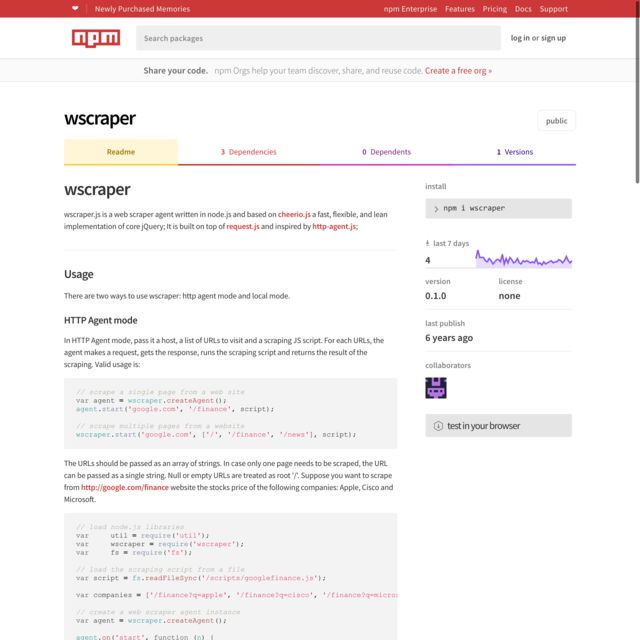 ❤ Newly Purchased Memories
npm Enterprise Features Pricing Docs Support
npm
Search packages
log in or sign up
Share your code. npm Orgs help your team discover, share, and reuse code. Create a free org »
wscraper
public
Readme
3 Dependencies
0 Dependents
1 Versions
wscraper
wscraper.js is a web scraper agent written in node.js and based on cheerio.js a fast, flexible, and lean
implementation of core jQuery; It is built on top of request.js and inspired by http-agent.js;
Usage
There are two ways to use wscraper: http agent mode and local mode.
HTTP Agent mode
In HTTP Agent mode, pass it a host, a list of URLs to visit and a scraping JS script. For each URLs, the
agent makes a request, gets the response, runs the scraping script and returns the result of the
scraping. Valid usage is:
// scrape a single page from a web site
var agent = wscraper.createAgent();
agent.start('google.com', '/finance', script);
// scrape multiple pages from a website
wscraper.start('google.com', ['/', '/finance', '/news'], script);
The URLs should be passed as an array of strings. In case only one page needs to be scraped, the URL
can be passed as a single string. Null or empty URLs are treated as root '/'. Suppose you want to scrape
from http://google.com/finance website the stocks price of the following companies: Apple, Cisco and
Microsoft.
// load node.js libraries
var util = require('util');
var wscraper = require('wscraper');
var fs = require('fs');
// load the scraping script from a file
var script = fs.readFileSync('/scripts/googlefinance.js');
var companies = ['/finance?q=apple', '/finance?q=cisco', '/finance?q=micros
// create a web scraper agent instance
var agent = wscraper.createAgent();
agent.on('start', function (n) {
install
npm i wscraper
last 7 days
4
version
license
0.1.0
none
last publish
6 years ago
collaborators
test in your browser